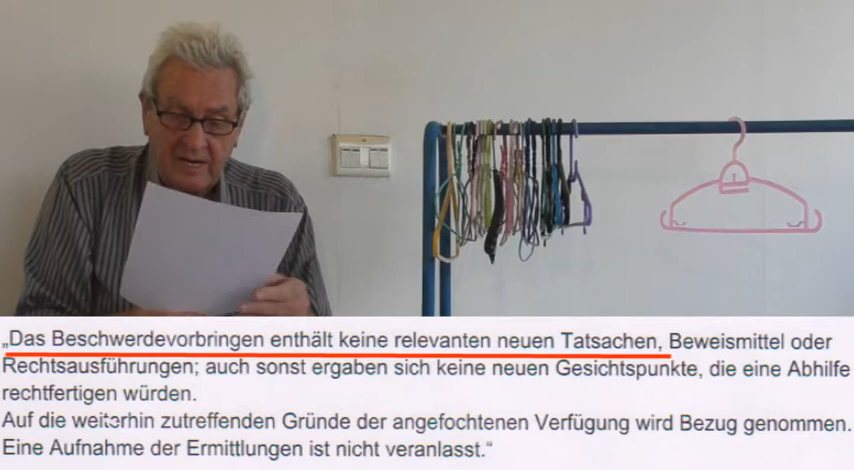 „Das Beschwerdevorbringen enthält keine relevanten neuen Tatsachen, Beweismittel oder
Rechtsausführungen; auch sonst ergaben sich keine neuen Gesichtspunkte, die eine Abhilfe
rechtfertigen würden.
Auf die weiterhin zutreffenden Gründe der angefochtenen Verfügung wird Bezug genommen.
Eine Aufnahme der Ermittlungen ist nicht veranlasst.“